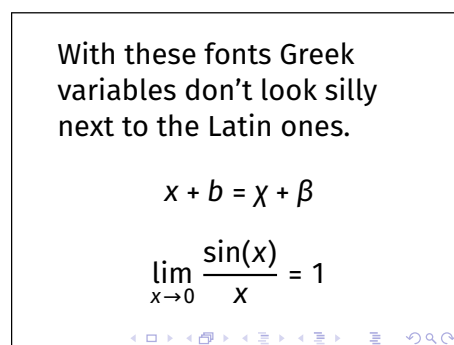 With these fonts Greek
variables don't look silly
next to the Latin ones.
x + b = χ + β
lim x→0 sin(x)/x = 1